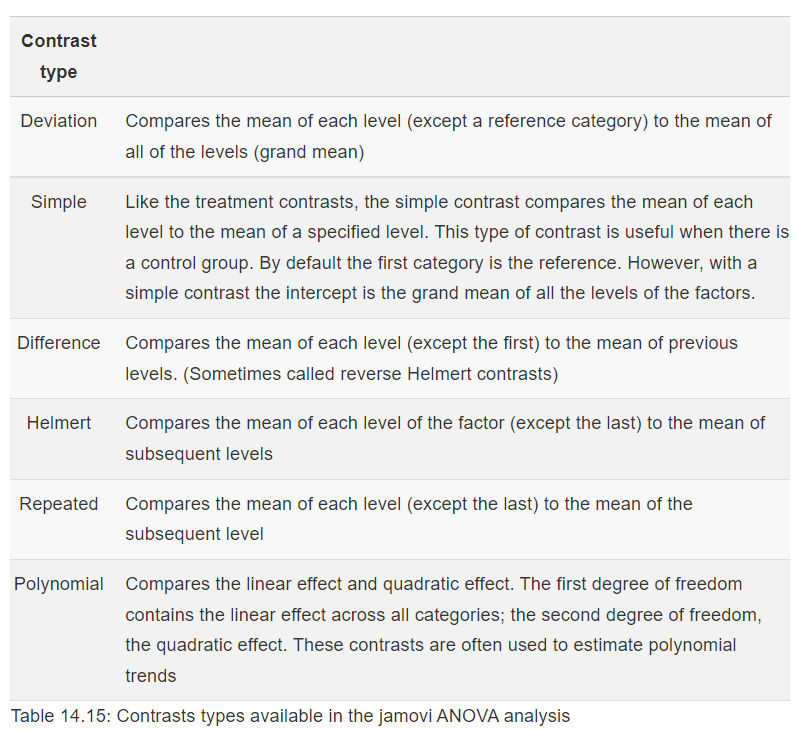 Contrast
type
Deviation
Compares the mean of each level (except a reference category) to the mean of
all of the levels (grand mean)
Simple
Like the treatment contrasts, the simple contrast compares the mean of each
level to the mean of a specified level. This type of contrast is useful when there is
a control group. By default the first category is the reference. However, with a
simple contrast the intercept is the grand mean of all the levels of the factors.
Difference
Compares the mean of each level (except the first) to the mean of previous
levels. (Sometimes called reverse Helmert contrasts)
Helmert
Compares the mean of each level of the factor (except the last) to the mean of
subsequent levels
Repeated
Compares the mean of each level (except the last) to the mean of the
subsequent level
Polynomial
Compares the linear effect and quadratic effect. The first degree of freedom
contains the linear effect across all categories; the second degree of freedom,
the quadratic effect. These contrasts are often used to estimate polynomial
trends
Table 14.15: Contrasts types available in the jamovi ANOVA analysis